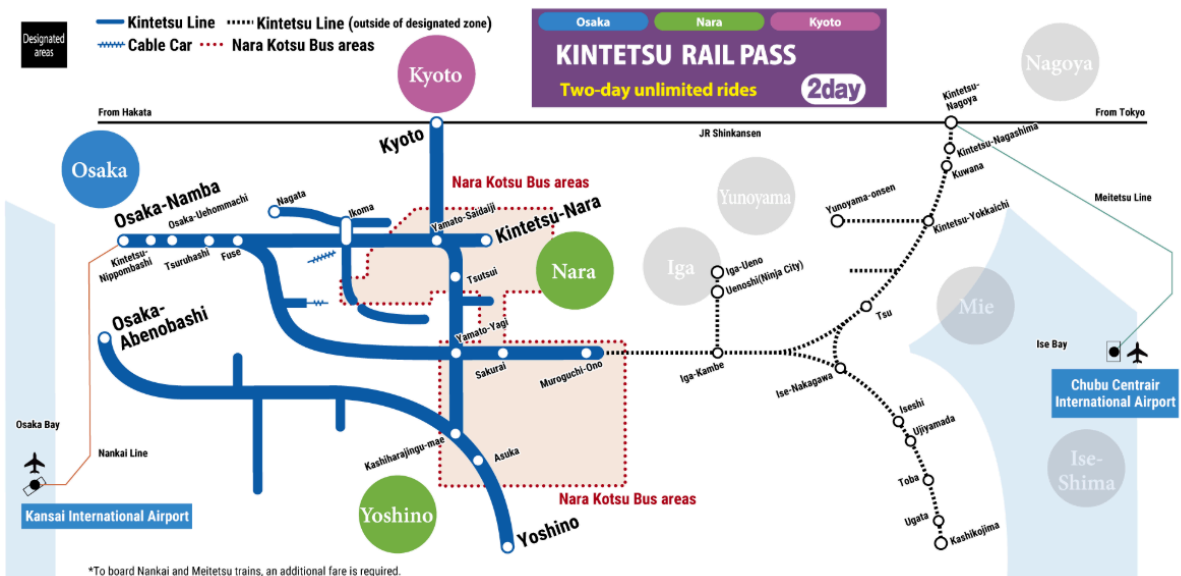 Designated
areas
Kintetsu Line
Kintetsu Line (outside of designated zone)
Cable Car
Nara Kotsu Bus areas
Osaka
Nara
Kyoto
KINTETSU RAIL PASS
Two-day unlimited rides
2day
Kyoto
Nagoya
From Hakata
JR Shinkansen
From Tokyo
Kintetsu-
Nagoya
Kyoto
Kintetsu-Nagashima
Kuwana
Osaka
Nara Kotsu Bus areas
Yunoyama
Yunoyama-onsen
Meitetsu Line
Osaka-Namba
Osaka-Uehommachi
Nagata
Ikoma
Yamato-Saidaiji
Kintetsu-Nara
Kintetsu-Yokkaichi
Kintetsu-
Nippombashi
Tsuruhashi
Fuse
Tsutsui
Nara
Iga
Iga-Ueno
Uenoshi(Ninja City)
Mie
Tsu
Osaka-
Abenobashi
Yamato-Yagi
Sakurai
Muroguchi-Ono
Iga-Kambe
Ise-Nakagawa
Ise Bay
Chubu Centrair
International Airport
Iseshi
Ujiyamada
Osaka Bay
Nankai Line
Kashiharajingu-mae
Asuka
Toba
Ise-
Shima
Kansai International Airport
Yoshino
Nara Kotsu Bus areas
Yoshino
Ugata
Kashikojima
*To board Nankai and Meitetsu trains, an additional fare is required.